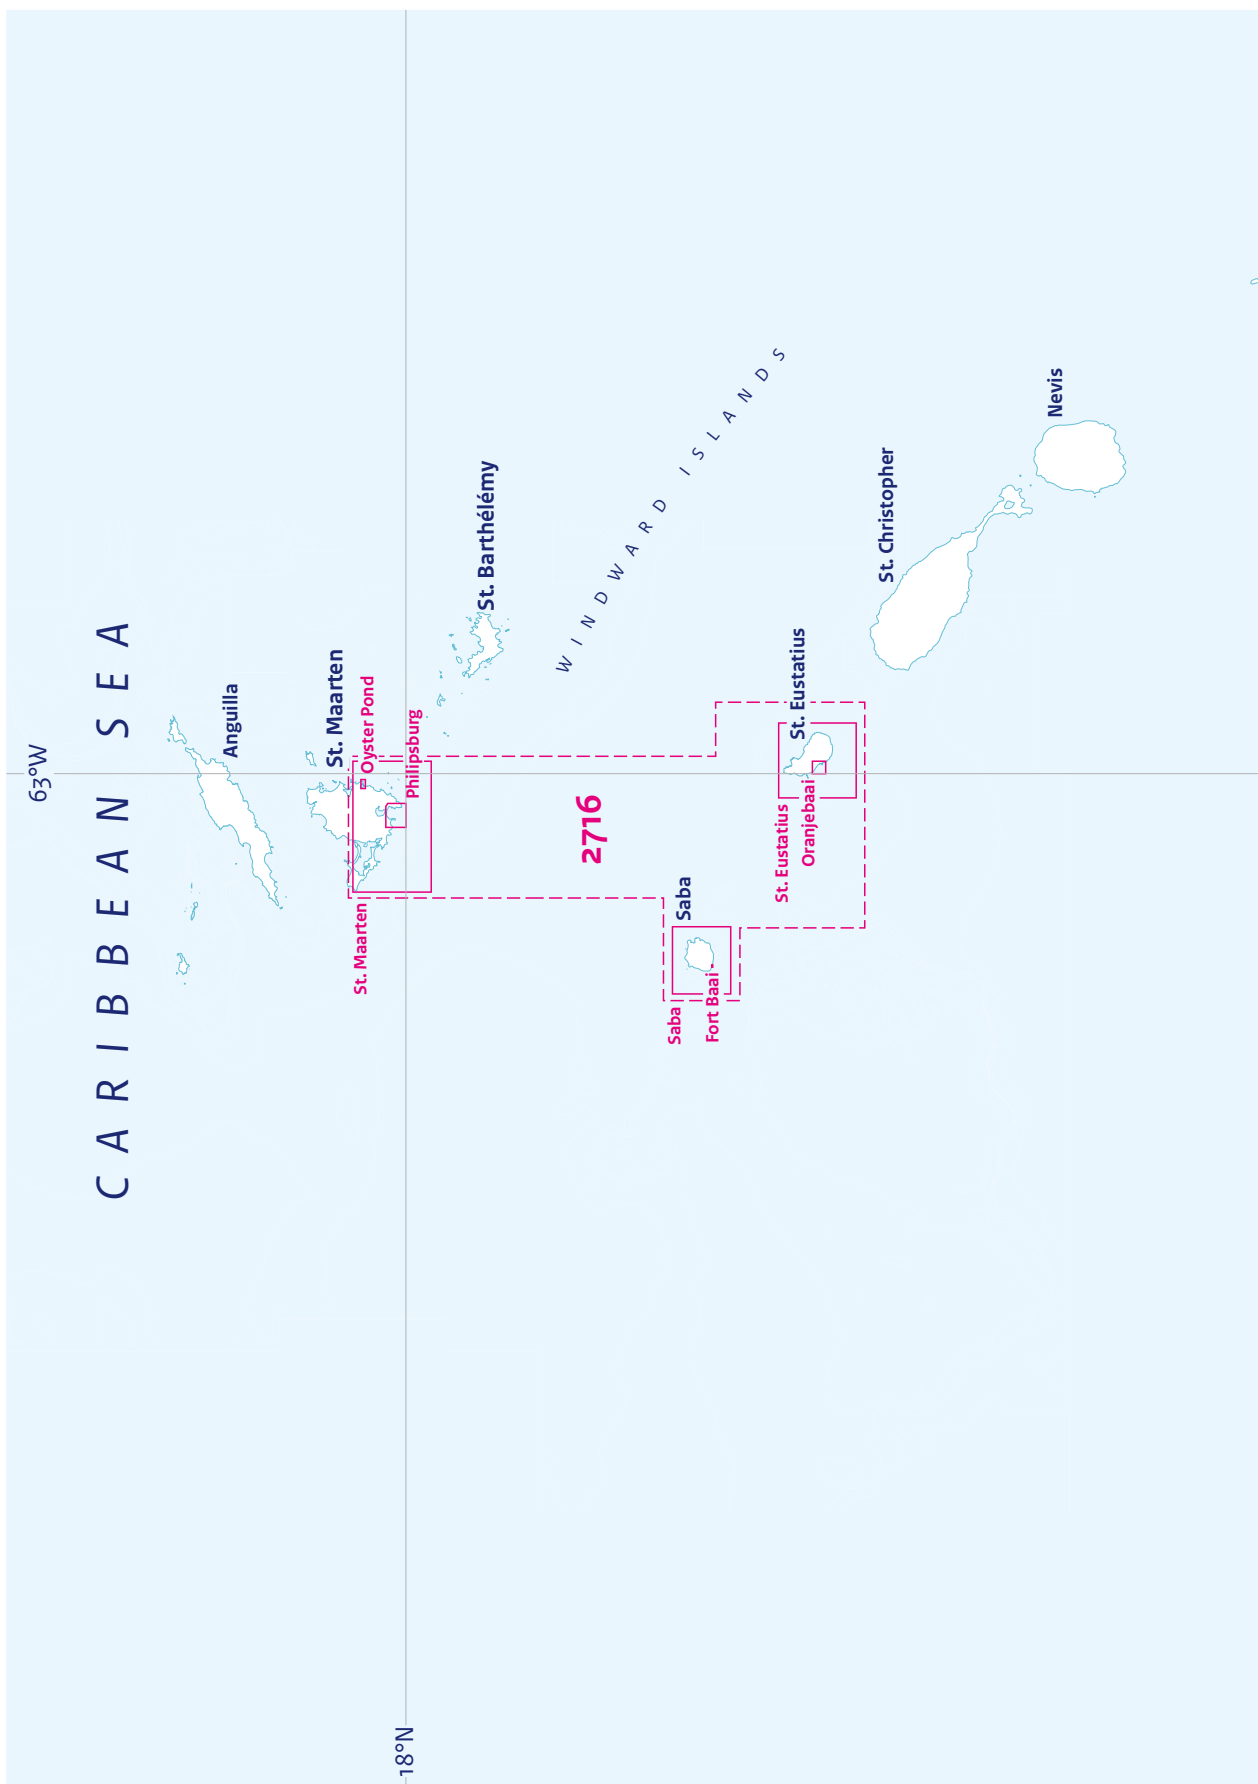 63°W
CARIBBEAN SEA
Anguilla
St. Maarten
Oyster Pond
Philipsburg
St. Maarten
18°N
St. Barthélémy
WINDWARD ISLANDS
2716
Saba
Saba
Fort Baai
St. Eustatius
St. Eustatius
Oranjebaai
St. Christopher
Nevis